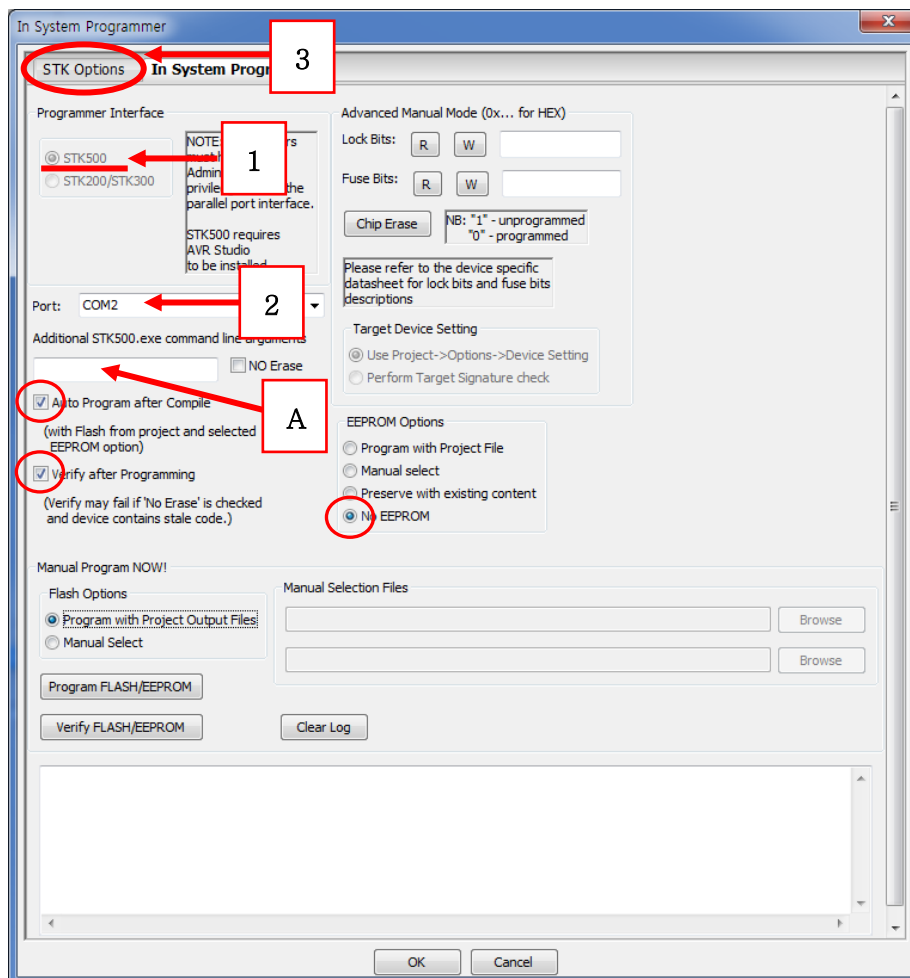 In System Programmer
3
STK Options
In System Progr
Programmer Interface
STK500
STK200/STK300
NOTE:
Admin
parallel port interface.
STK500 requires
AVR Studio
to be installed
1
Port:
COM2
2
Additional STK500.exe command line arguments
NO Erase
A
Auto Program after Compile
(with Flash from project and selected
EEPROM option)
Verify after Programming
(Verify may fail if 'No Erase' is checked
and device contains stale code.)
Advanced Manual Mode (0x... for HEX)
Lock Bits:
R
W
Fuse Bits:
R
W
Chip Erase
NB: "1" - unprogrammed
"0" - programmed
Please refer to the device specific
datasheet for lock bits and fuse bits
descriptions
Target Device Setting
Use Project->Options->Device Setting
Perform Target Signature check
EEPROM Options
Program with Project File
Manual select
Preserve with existing content
No EEPROM
Manual Program NOW!
Flash Options
Program with Project Output Files
Manual Select
Manual Selection Files
Browse
Browse
Program FLASH/EEPROM
Verify FLASH/EEPROM
Clear Log
OK
Cancel